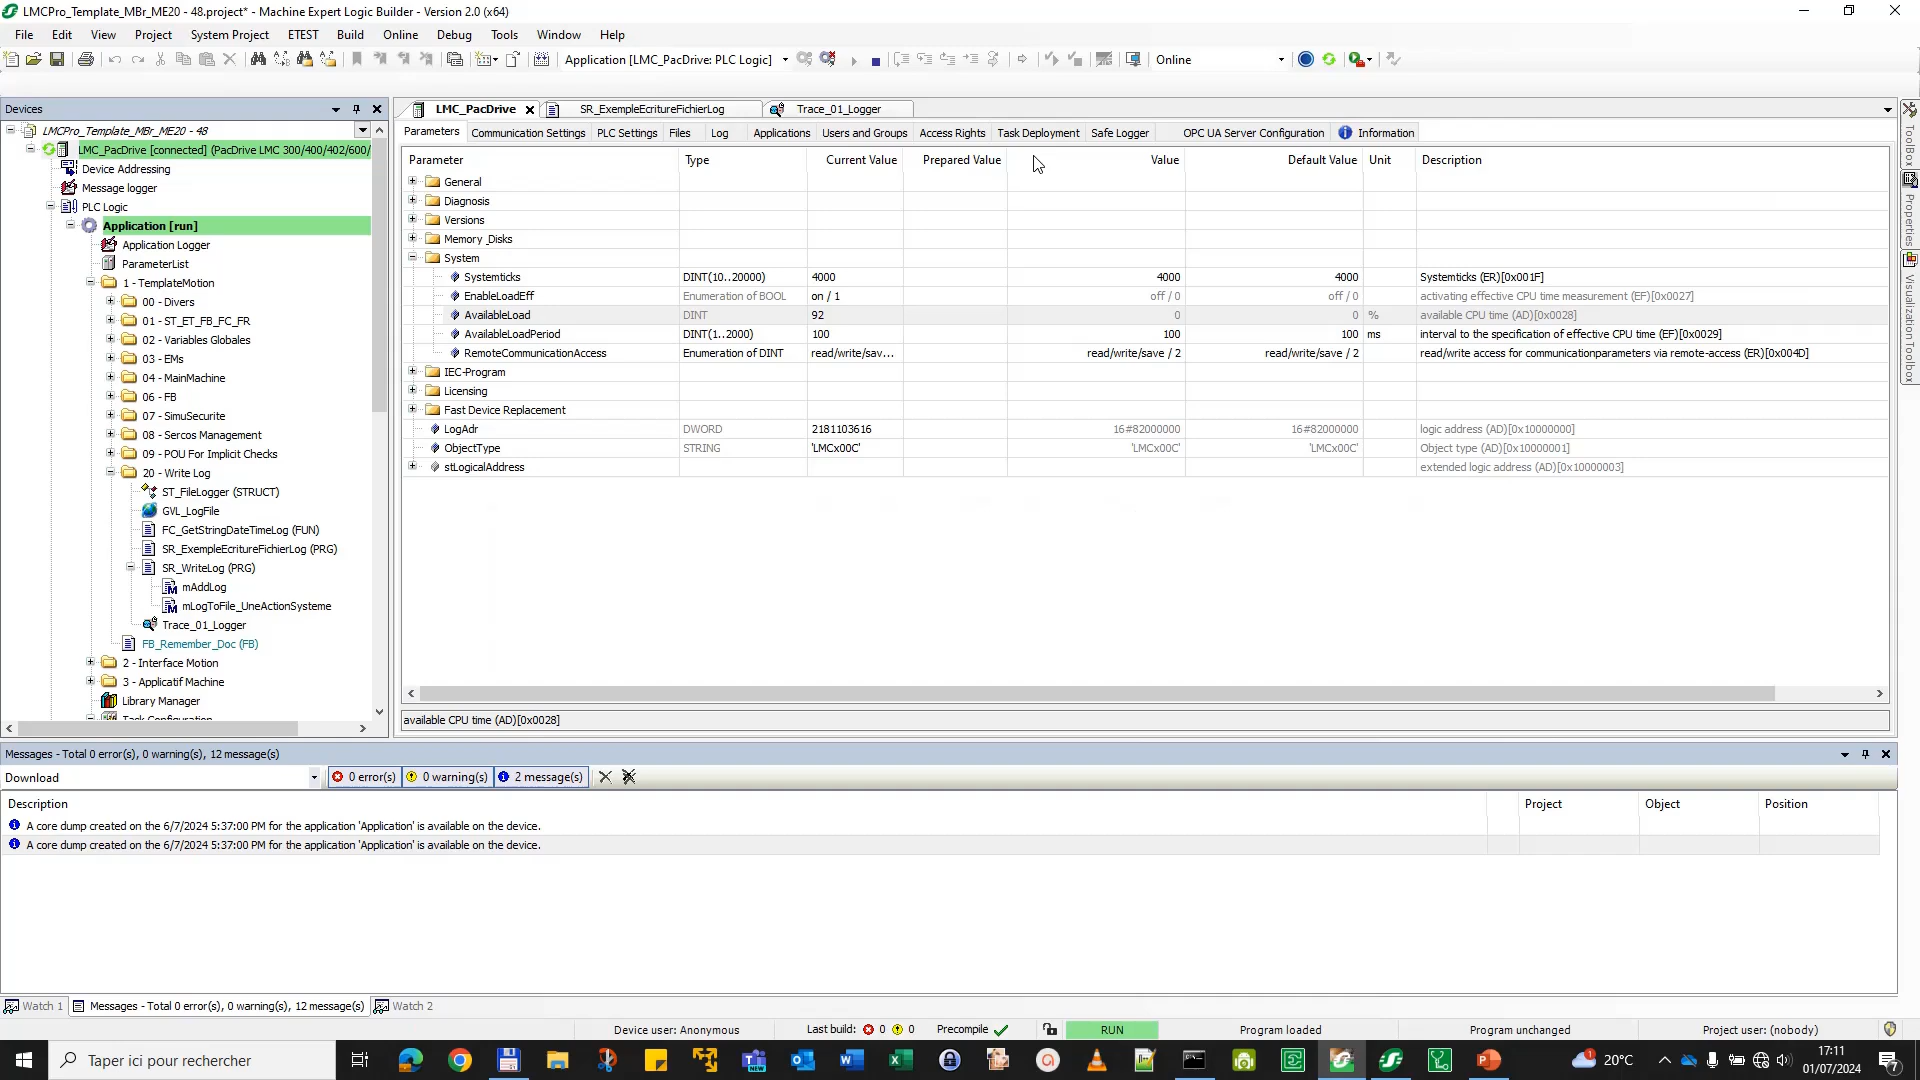 LMCPro_Template_MBr_ME20 - 48.project* - Machine Expert Logic Builder - Version 2.0 (x64)
File Edit View Project System Project ETEST Build Online Debug Tools Window Help
Application [LMC_PacDrive: PLC Logic] Online
Devices
LMCPro_Template_MBr_ME20 - 48
LMC_PacDrive [connected] (PacDrive LMC 300/400/402/600/
Device Addressing
Message logger
PLC Logic
Application [run]
Application Logger
ParameterList
1 - TemplateMotion
00 - Divers
01 - ST_ET_FB_FC_FR
02 - Variables Globales
03 - EMs
04 - MainMachine
06 - FB
07 - SimuSecurite
08 - Sercos Management
09 - POU For Implicit Checks
20 - Write Log
ST_FileLogger (STRUCT)
GVL_LogFile
FC_GetStringDateTimeLog (FUN)
SR_ExempleEcritureFichierLog (PRG)
SR_WriteLog (PRG)
mAddLog
mLogToFile_UneActionSysteme
Trace_01_Logger
FB_Remember_Doc (FB)
2 - Interface Motion
3 - Applicatif Machine
Library Manager
Task Configuration
LMC_PacDrive SR_ExempleEcritureFichierLog Trace_01_Logger
Parameters Communication Settings PLC Settings Files Log Applications Users and Groups Access Rights Task Deployment Safe Logger OPC UA Server Configuration Information
Parameter Type Current Value Prepared Value Value Default Value Unit Description
General
Diagnosis
Versions
Memory _Disks
System
Systemticks DINT(10..20000) 4000 4000 4000 Systemticks (ER)[0x001F]
EnableLoadEff Enumeration of BOOL on / 1 off / 0 off / 0 activating effective CPU time measurement (EF)[0x0027]
AvailableLoad DINT 92 0 0 % available CPU time (AD)[0x0028]
AvailableLoadPeriod DINT(1..2000) 100 100 100 ms interval to the specification of effective CPU time (EF)[0x0029]
RemoteCommunicationAccess Enumeration of DINT read/write/sav... read/write/save / 2 read/write/save / 2 read/write access for communicationparameters via remote-access (ER)[0x004D]
IEC-Program
Licensing
Fast Device Replacement
LogAdr DWORD 2181103616 16#82000000 16#82000000 logic address (AD)[0x10000000]
ObjectType STRING 'LMCx00C' 'LMCx00C' 'LMCx00C' Object type (AD)[0x10000001]
stLogicalAddress extended logic address (AD)[0x10000003]
available CPU time (AD)[0x0028]
ToolBox
Properties
Visualization Toolbox
Messages - Total 0 error(s), 0 warning(s), 12 message(s)
Download 0 error(s) 0 warning(s) 2 message(s)
Description Project Object Position
A core dump created on the 6/7/2024 5:37:00 PM for the application 'Application' is available on the device.
A core dump created on the 6/7/2024 5:37:00 PM for the application 'Application' is available on the device.
Watch 1 Messages - Total 0 error(s), 0 warning(s), 12 message(s) Watch 2
Device user: Anonymous Last build: 0 0 Precompile RUN Program loaded Program unchanged Project user: (nobody)
Taper ici pour rechercher 20°C 17:11
01/07/2024
7